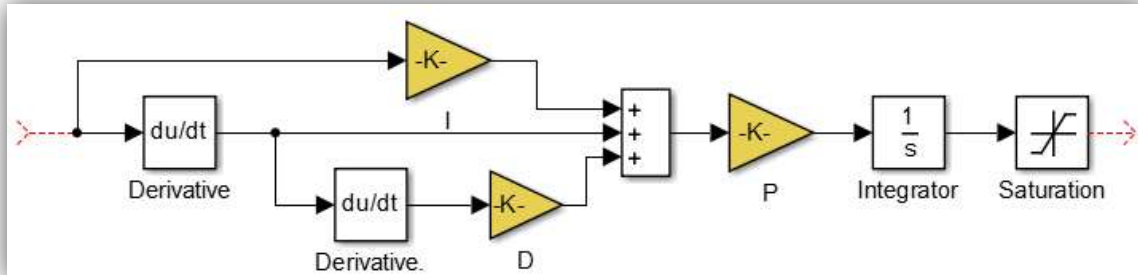 -K-
I
+
+
+
du/dt
Derivative
du/dt
Derivative.
-K-
D
-K-
P
1
s
Integrator
Saturation